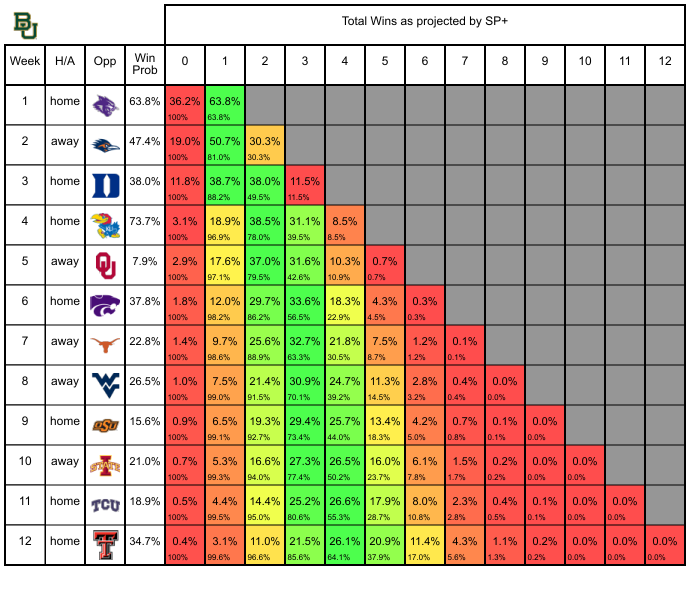 BU
Total Wins as projected by SP+
Week H/A Opp Win Prob 0 1 2 3 4 5 6 7 8 9 10 11 12
1 home 63.8% 36.2% 63.8%
100% 63.8%
2 away 47.4% 19.0% 50.7% 30.3%
100% 81.0% 30.3%
3 home D 38.0% 11.8% 38.7% 38.0% 11.5%
100% 88.2% 49.5% 11.5%
4 home KU 73.7% 3.1% 18.9% 38.5% 31.1% 8.5%
100% 96.9% 78.0% 39.5% 8.5%
5 away OU 7.9% 2.9% 17.6% 37.0% 31.6% 10.3% 0.7%
100% 97.1% 79.5% 42.6% 10.9% 0.7%
6 home 37.8% 1.8% 12.0% 29.7% 33.6% 18.3% 4.3% 0.3%
100% 98.2% 86.2% 56.5% 22.9% 4.5% 0.3%
7 away 22.8% 1.4% 9.7% 25.6% 32.7% 21.8% 7.5% 1.2% 0.1%
100% 98.6% 88.9% 63.3% 30.5% 8.7% 1.2% 0.1%
8 away WV 26.5% 1.0% 7.5% 21.4% 30.9% 24.7% 11.3% 2.8% 0.4% 0.0%
100% 99.0% 91.5% 70.1% 39.2% 14.5% 3.2% 0.4% 0.0%
9 home OSU 15.6% 0.9% 6.5% 19.3% 29.4% 25.7% 13.4% 4.2% 0.7% 0.1% 0.0%
100% 99.1% 92.7% 73.4% 44.0% 18.3% 5.0% 0.8% 0.1% 0.0%
10 away I STATE 21.0% 0.7% 5.3% 16.6% 27.3% 26.5% 16.0% 6.1% 1.5% 0.2% 0.0% 0.0%
100% 99.3% 94.0% 77.4% 50.2% 23.7% 7.8% 1.7% 0.2% 0.0% 0.0%
11 home TCU 18.9% 0.5% 4.4% 14.4% 25.2% 26.6% 17.9% 8.0% 2.3% 0.4% 0.1% 0.0% 0.0%
100% 99.5% 95.0% 80.6% 55.3% 28.7% 10.8% 2.8% 0.5% 0.1% 0.0% 0.0%
12 home T 34.7% 0.4% 3.1% 11.0% 21.5% 26.1% 20.9% 11.4% 4.3% 1.1% 0.2% 0.0% 0.0% 0.0%
100% 99.6% 96.6% 85.6% 64.1% 37.9% 17.0% 5.6% 1.3% 0.2% 0.0% 0.0% 0.0%